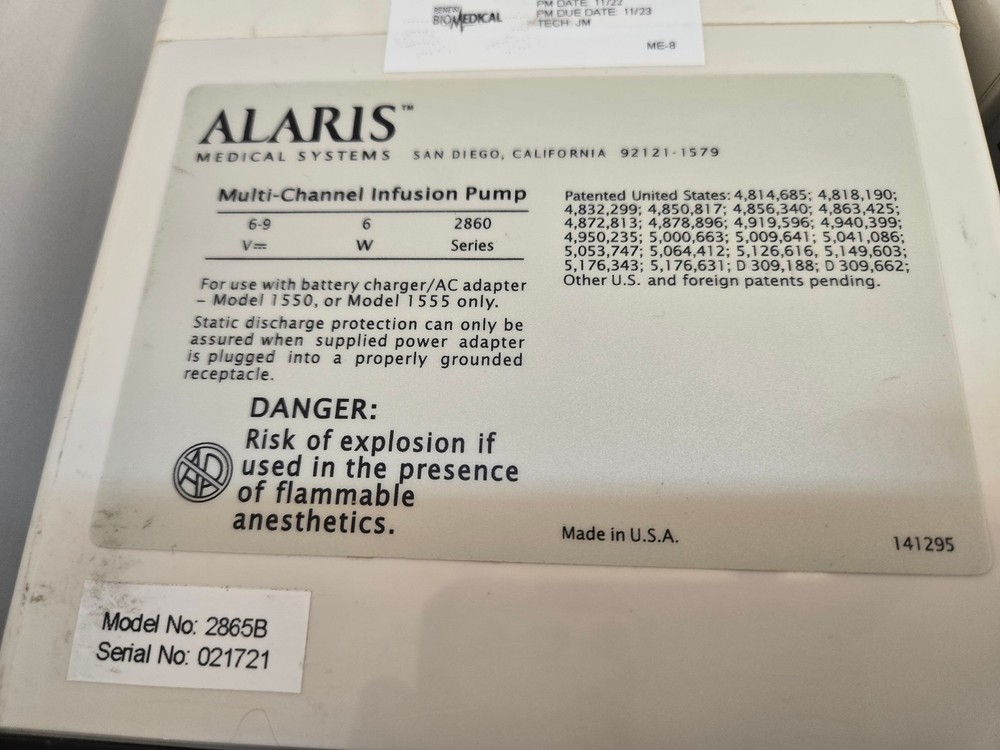 BIOMEDICAL
PM DATE: 11/22
PM DUE DATE: 11/23
TECH: JM
ME-8
ALARIS™
MEDICAL SYSTEMS SAN DIEGO, CALIFORNIA 92121-1579
Multi-Channel Infusion Pump
6-9 6 2860
V⎓ W Series
For use with battery charger/AC adapter
– Model 1550, or Model 1555 only.
Static discharge protection can only be
assured when supplied power adapter
is plugged into a properly grounded
receptacle.
DANGER:
Risk of explosion if
used in the presence
of flammable
anesthetics.
Patented United States: 4,814,685; 4,818,190;
4,832,299; 4,850,817; 4,856,340; 4,863,425;
4,872,813; 4,878,896; 4,919,596; 4,940,399;
4,950,235; 5,000,663; 5,009,641; 5,041,086;
5,053,747; 5,064,412; 5,126,616, 5,149,603;
5,176,343; 5,176,631; D 309,188; D 309,662;
Other U.S. and foreign patents pending.
Made in U.S.A.
141295
Model No: 2865B
Serial No: 021721